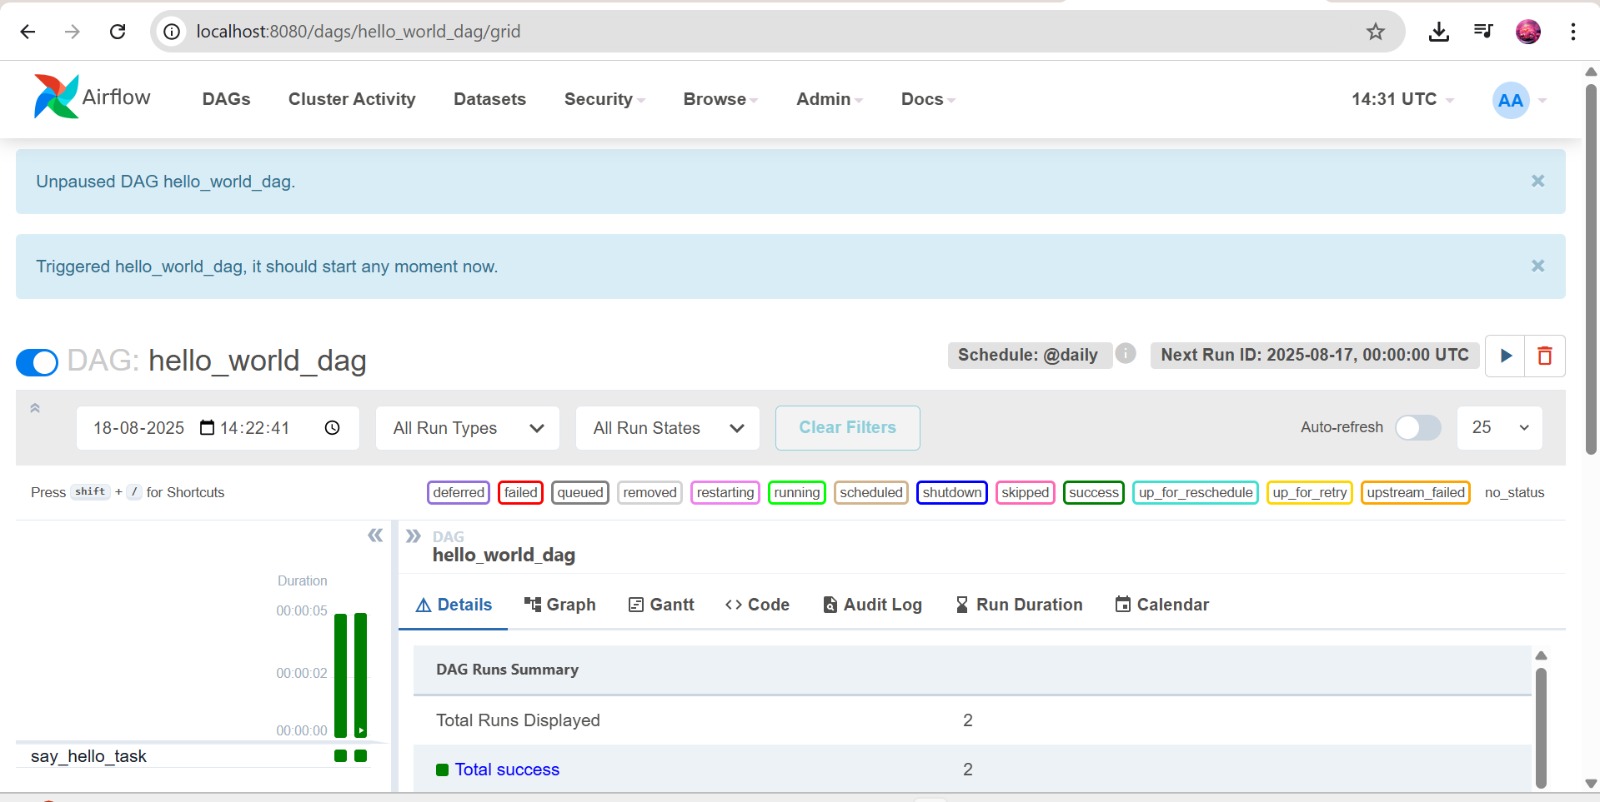 localhost:8080/dags/hello_world_dag/grid
Airflow DAGs Cluster Activity Datasets Security Browse Admin Docs 14:31 UTC AA
Unpaused DAG hello_world_dag. ×
Triggered hello_world_dag, it should start any moment now. ×
DAG: hello_world_dag Schedule: @daily i Next Run ID: 2025-08-17, 00:00:00 UTC
18-08-2025 14:22:41 All Run Types All Run States Clear Filters Auto-refresh 25
Press shift + / for Shortcuts deferred failed queued removed restarting running scheduled shutdown skipped success up_for_reschedule up_for_retry upstream_failed no_status
DAG
hello_world_dag
Duration
00:00:05
00:00:02
00:00:00
say_hello_task
Details Graph Gantt Code Audit Log Run Duration Calendar
DAG Runs Summary
Total Runs Displayed 2
Total success 2